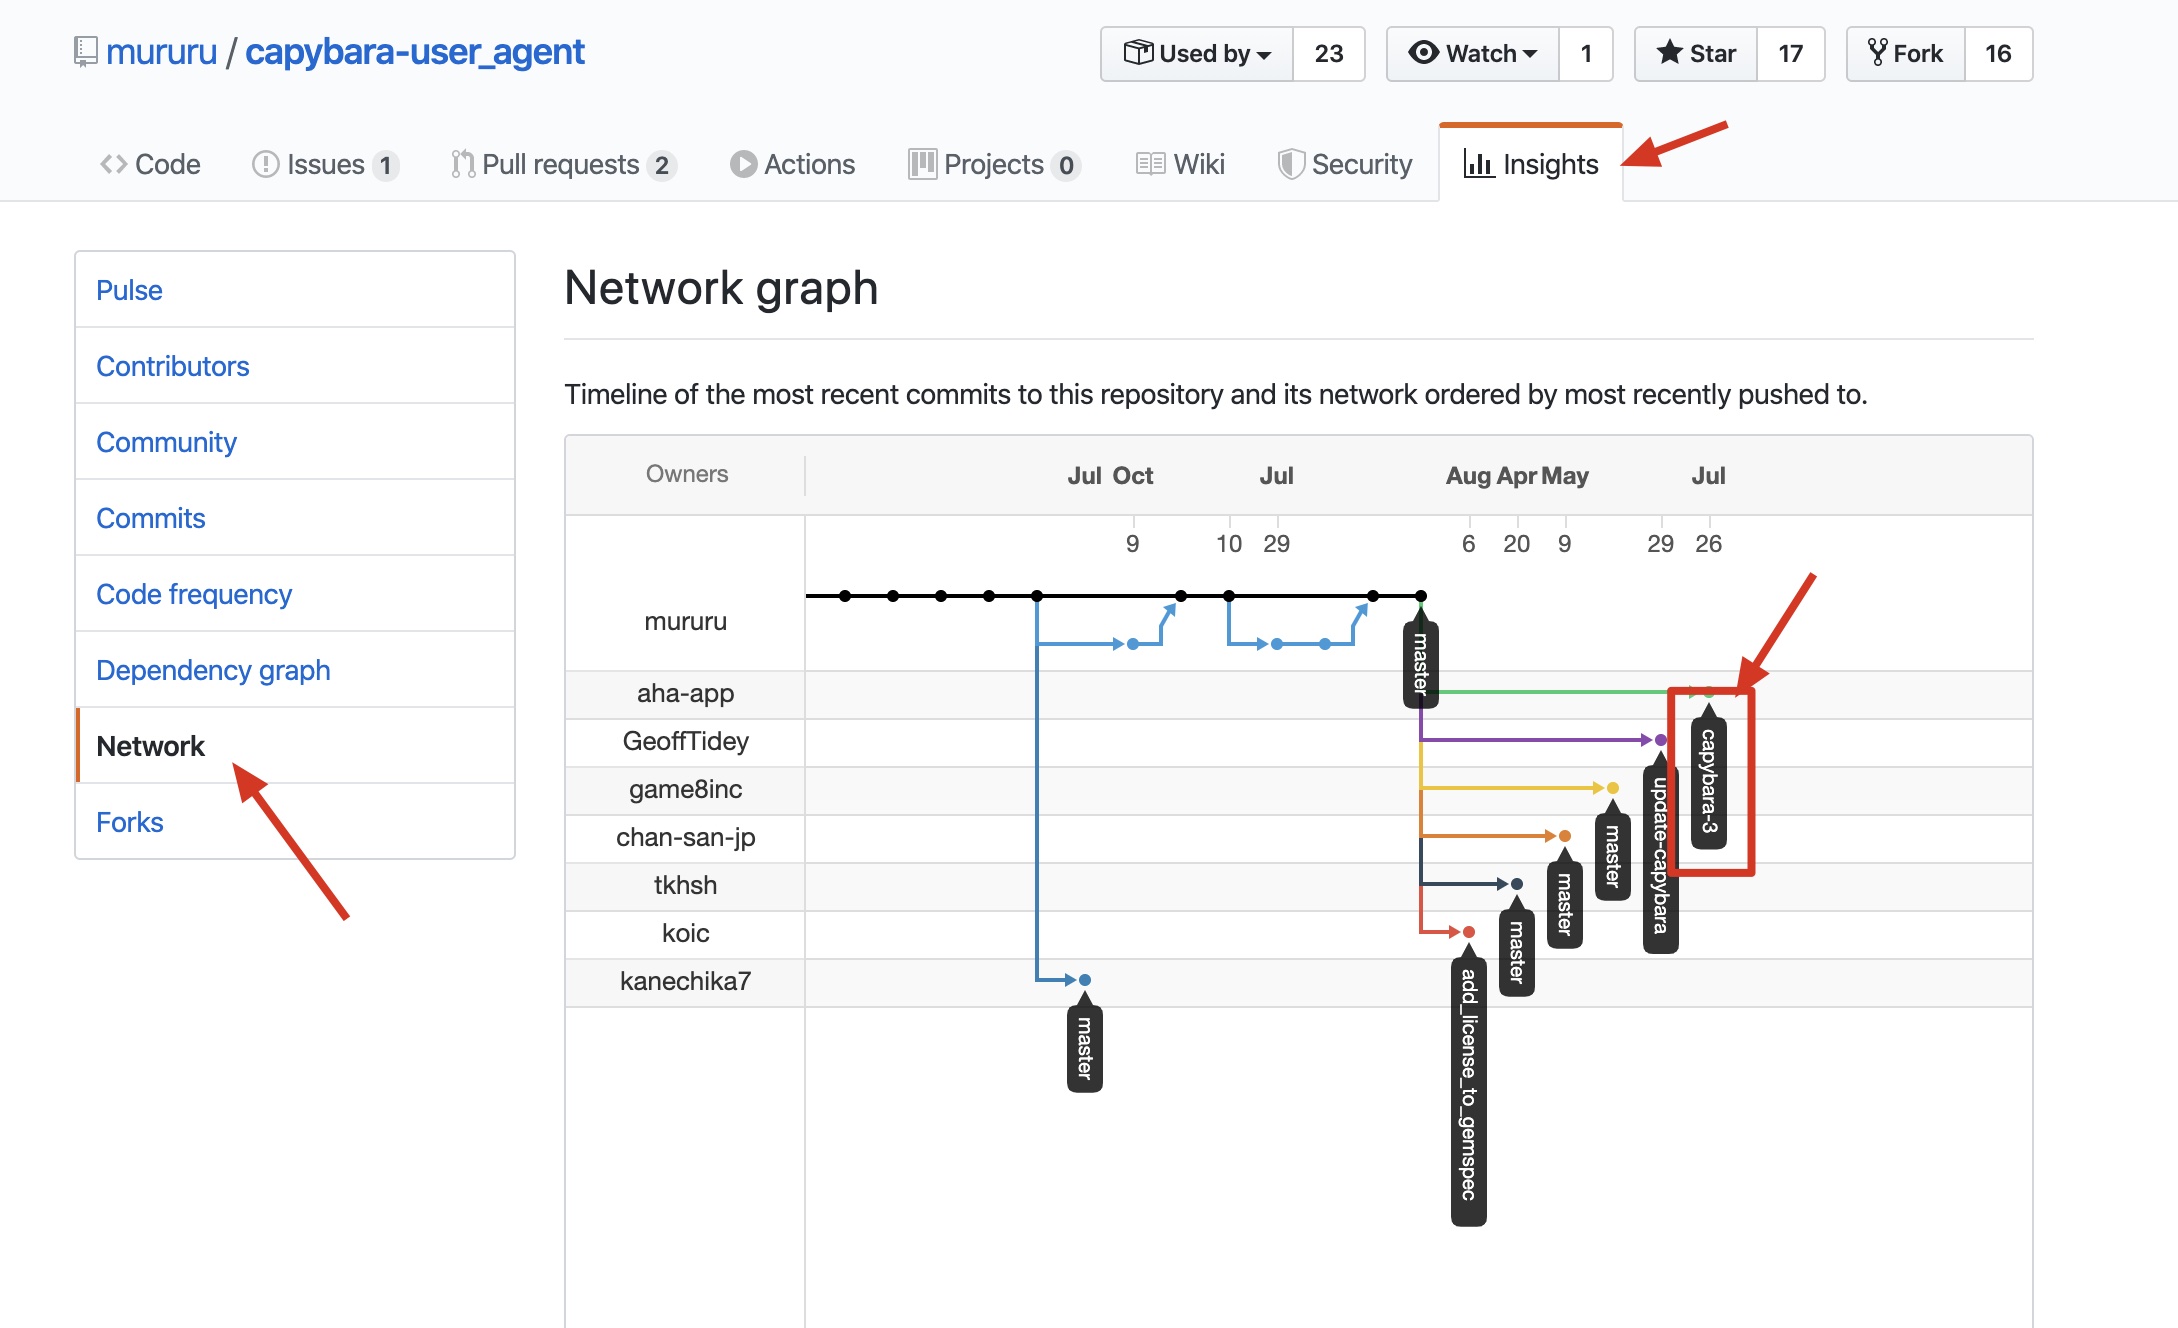 mururu / capybara-user_agent
Used by 23
Watch 1
Star 17
Fork 16
Code
Issues 1
Pull requests 2
Actions
Projects 0
Wiki
Security
Insights
Pulse
Contributors
Community
Commits
Code frequency
Dependency graph
Network
Forks
Network graph
Timeline of the most recent commits to this repository and its network ordered by most recently pushed to.
Owners
Jul Oct Jul Aug Apr May Jul
9 10 29 6 20 9 29 26
mururu
aha-app
GeoffTidey
game8inc
chan-san-jp
tkhsh
koic
kanechika7
master
capybara-3
update-capybara
master
master
master
add_license_to_gemspec
master